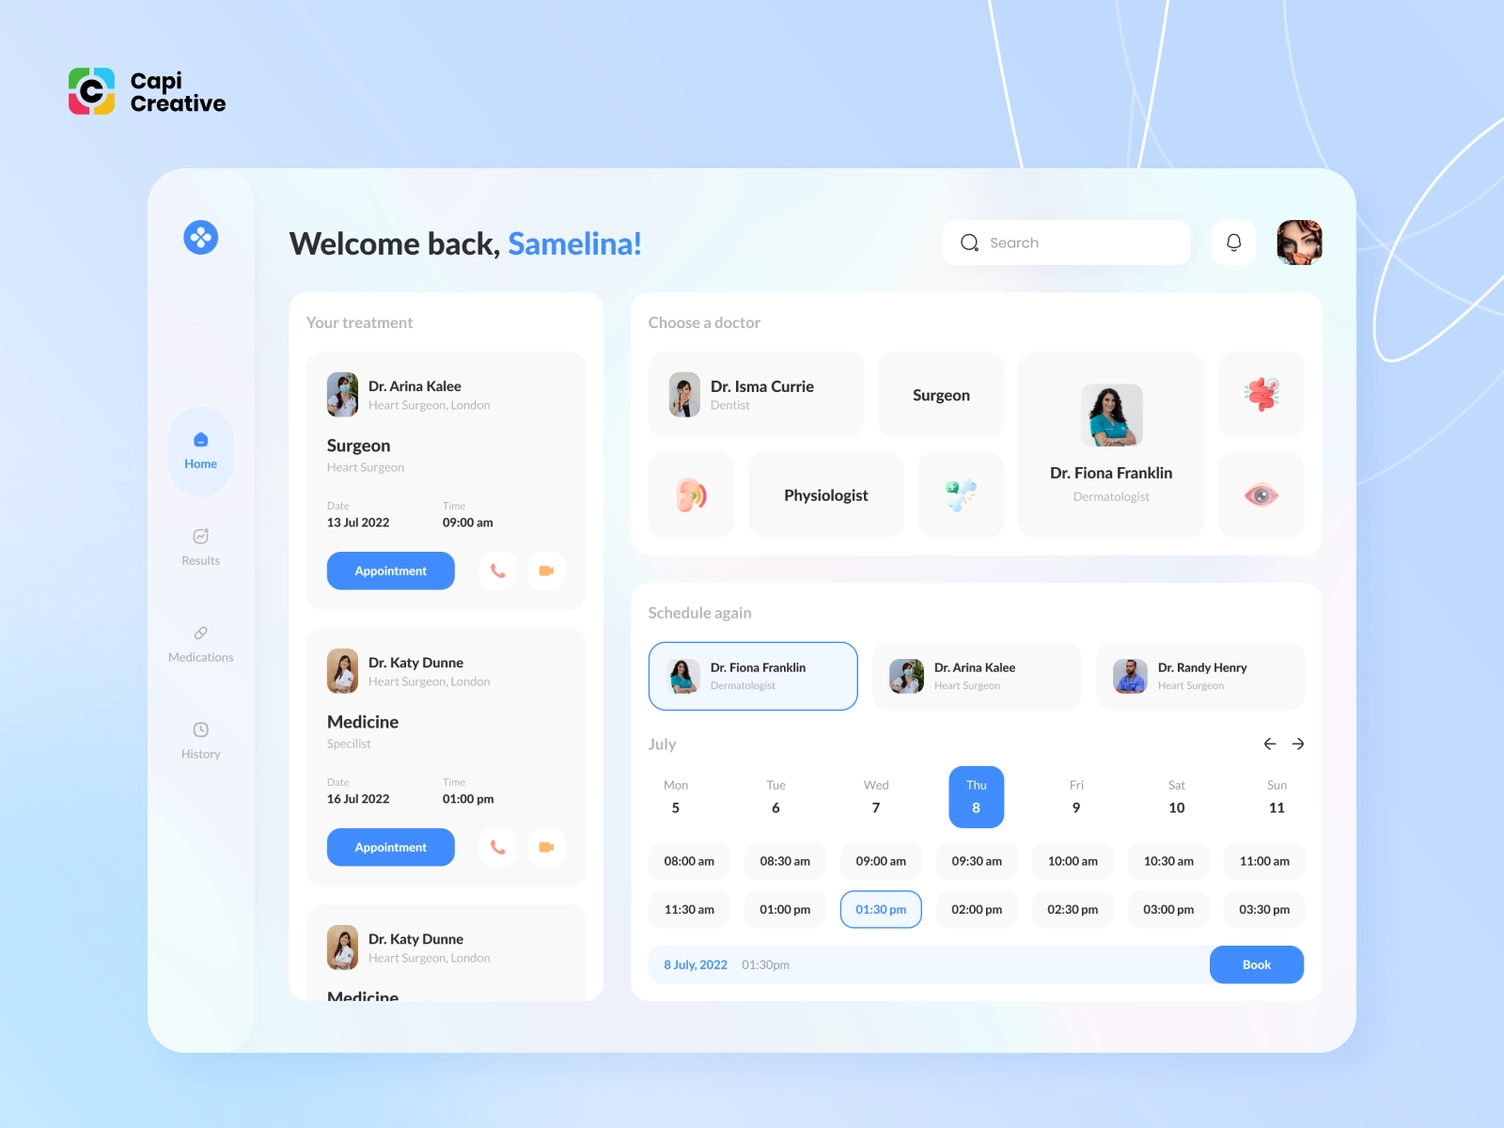 Capi
Creative
Welcome back, Samelina!
Search
Home
Results
Medications
History
Your treatment
Dr. Arina Kalee
Heart Surgeon, London
Surgeon
Heart Surgeon
Date
Time
13 Jul 2022
09:00 am
Appointment
Dr. Katy Dunne
Heart Surgeon, London
Medicine
Specilist
Date
Time
16 Jul 2022
01:00 pm
Appointment
Dr. Katy Dunne
Heart Surgeon, London
Medicine
Choose a doctor
Dr. Isma Currie
Dentist
Surgeon
Physiologist
Dr. Fiona Franklin
Dermatologist
Schedule again
Dr. Fiona Franklin
Dermatologist
Dr. Arina Kalee
Heart Surgeon
Dr. Randy Henry
Heart Surgeon
July
Mon Tue Wed Thu Fri Sat Sun
5 6 7 8 9 10 11
08:00 am 08:30 am 09:00 am 09:30 am 10:00 am 10:30 am 11:00 am
11:30 am 01:00 pm 01:30 pm 02:00 pm 02:30 pm 03:00 pm 03:30 pm
8 July, 2022 01:30pm
Book